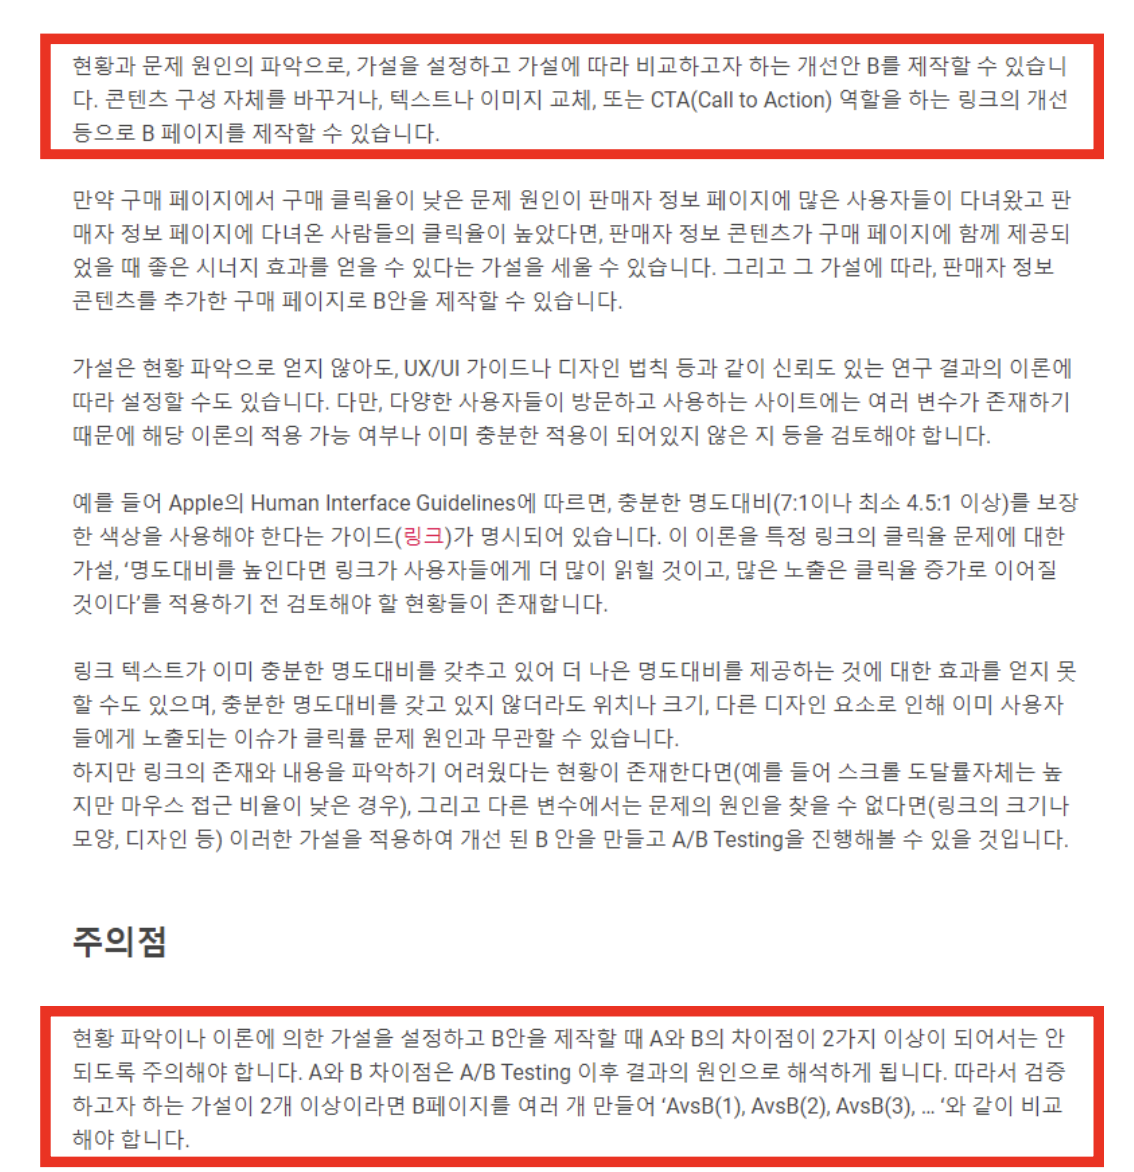 현황과 문제 원인의 파악으로, 가설을 설정하고 가설에 따라 비교하고자 하는 개선안 B를 제작할 수 있습니
다. 콘텐츠 구성 자체를 바꾸거나, 텍스트나 이미지 교체, 또는 CTA(Call to Action) 역할을 하는 링크의 개선
등으로 B 페이지를 제작할 수 있습니다.
만약 구매 페이지에서 구매 클릭율이 낮은 문제 원인이 판매자 정보 페이지에 많은 사용자들이 다녀왔고 판
매자 정보 페이지에 다녀온 사람들의 클릭율이 높았다면, 판매자 정보 콘텐츠가 구매 페이지에 함께 제공되
었을 때 좋은 시너지 효과를 얻을 수 있다는 가설을 세울 수 있습니다. 그리고 그 가설에 따라, 판매자 정보
콘텐츠를 추가한 구매 페이지로 B안을 제작할 수 있습니다.
가설은 현황 파악으로 얻지 않아도, UX/UI 가이드나 디자인 법칙 등과 같이 신뢰도 있는 연구 결과의 이론에
따라 설정할 수도 있습니다. 다만, 다양한 사용자들이 방문하고 사용하는 사이트에는 여러 변수가 존재하기
때문에 해당 이론의 적용 가능 여부나 이미 충분한 적용이 되어있지 않은 지 등을 검토해야 합니다.
예를 들어 Apple의 Human Interface Guidelines에 따르면, 충분한 명도대비(7:1이나 최소 4.5:1 이상)를 보장
한 색상을 사용해야 한다는 가이드(링크)가 명시되어 있습니다. 이 이론을 특정 링크의 클릭율 문제에 대한
가설, ‘명도대비를 높인다면 링크가 사용자들에게 더 많이 읽힐 것이고, 많은 노출은 클릭율 증가로 이어질
것이다’를 적용하기 전 검토해야 할 현황들이 존재합니다.
링크 텍스트가 이미 충분한 명도대비를 갖추고 있어 더 나은 명도대비를 제공하는 것에 대한 효과를 얻지 못
할 수도 있으며, 충분한 명도대비를 갖고 있지 않더라도 위치나 크기, 다른 디자인 요소로 인해 이미 사용자
들에게 노출되는 이슈가 클릭률 문제 원인과 무관할 수 있습니다.
하지만 링크의 존재와 내용을 파악하기 어려웠다는 현황이 존재한다면(예를 들어 스크롤 도달률자체는 높
지만 마우스 접근 비율이 낮은 경우), 그리고 다른 변수에서는 문제의 원인을 찾을 수 없다면(링크의 크기나
모양, 디자인 등) 이러한 가설을 적용하여 개선 된 B 안을 만들고 A/B Testing을 진행해볼 수 있을 것입니다.
주의점
현황 파악이나 이론에 의한 가설을 설정하고 B안을 제작할 때 A와 B의 차이점이 2가지 이상이 되어서는 안
되도록 주의해야 합니다. A와 B 차이점은 A/B Testing 이후 결과의 원인으로 해석하게 됩니다. 따라서 검증
하고자 하는 가설이 2개 이상이라면 B페이지를 여러 개 만들어 ‘AvsB(1), AvsB(2), AvsB(3), ... ‘와 같이 비교
해야 합니다.